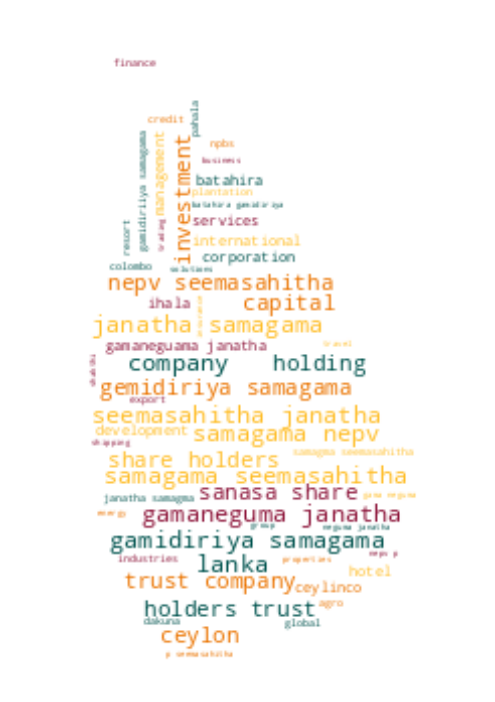 finance
pahala
credit
gamidiriya samagama
management
investment
npbs
business
batahira
plantation
batahira gamidiriya
trading
services
resort
international
corporation
colombo
solutions
nepv seemasahitha
ihala
insurance
capital
janatha samagama
gamaneguama janatha
travel
company
holding
gemidiriya samagama
export
seemasahitha janatha
development
samagama nepv
shipping
samagma seemasahitha
share holders
samagama seemasahitha
sanasa share
janatha samagma
gama neguma
energy
gamaneguma janatha
group
neguma janatha
gamidiriya samagama
nepv p
industries
lanka
properties
hotel
trust company
ceylinco
holders trust
agro
dakuna
global
ceylon
p seemasahitha